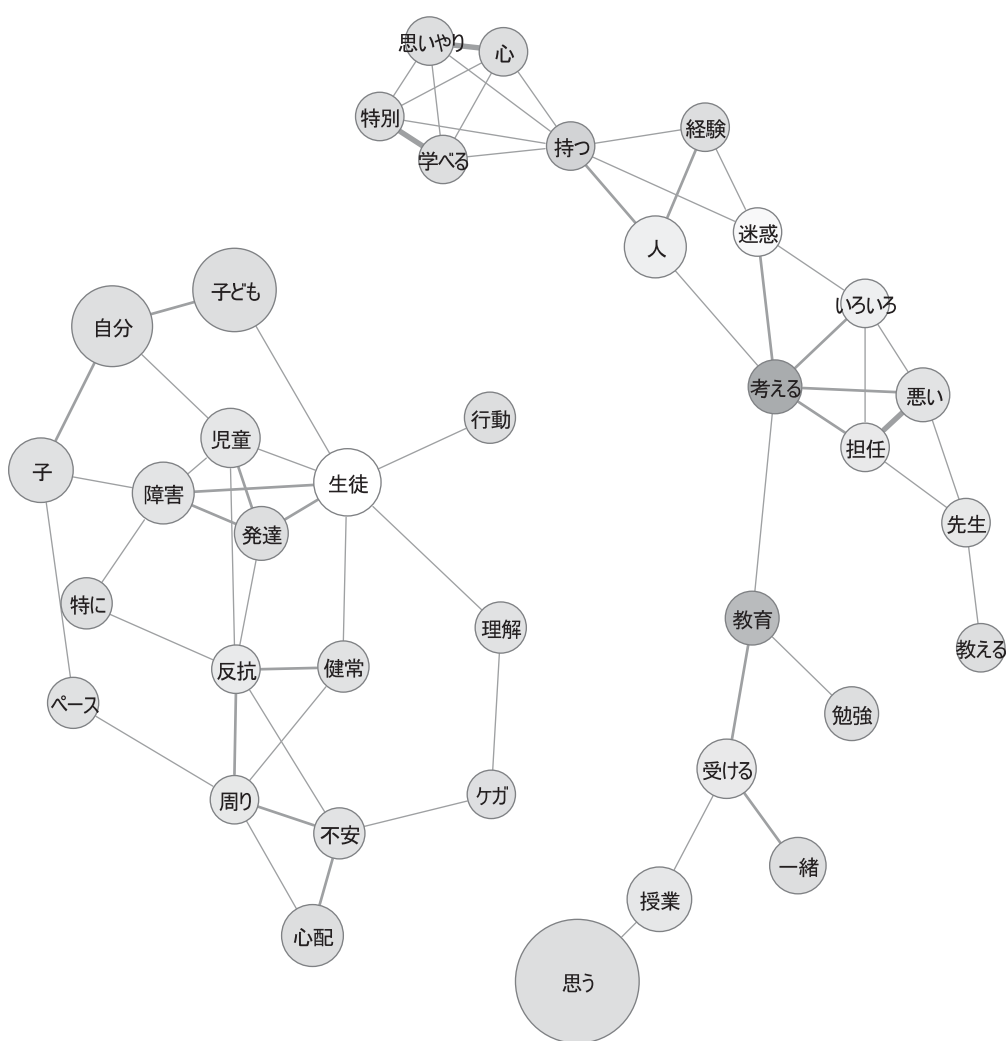 思いやり
心
特別
学べる
持つ
経験
人
迷惑
いろいろ
考える
悪い
担任
先生
教える
教育
勉強
受ける
一緒
授業
思う
子ども
自分
行動
児童
子
障害
生徒
発達
特に
理解
反抗
健常
ペース
周り
ケガ
不安
心配